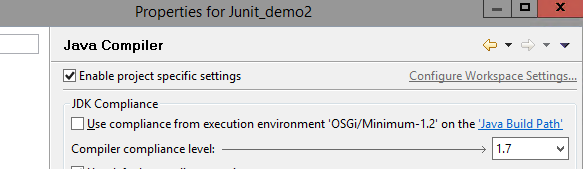 Properties for Junit_demo2
Java Compiler
Enable project specific settings Configure Workspace Settings...
JDK Compliance
Use compliance from execution environment 'OSGi/Minimum-1.2' on the 'Java Build Path'
Compiler compliance level: 1.7